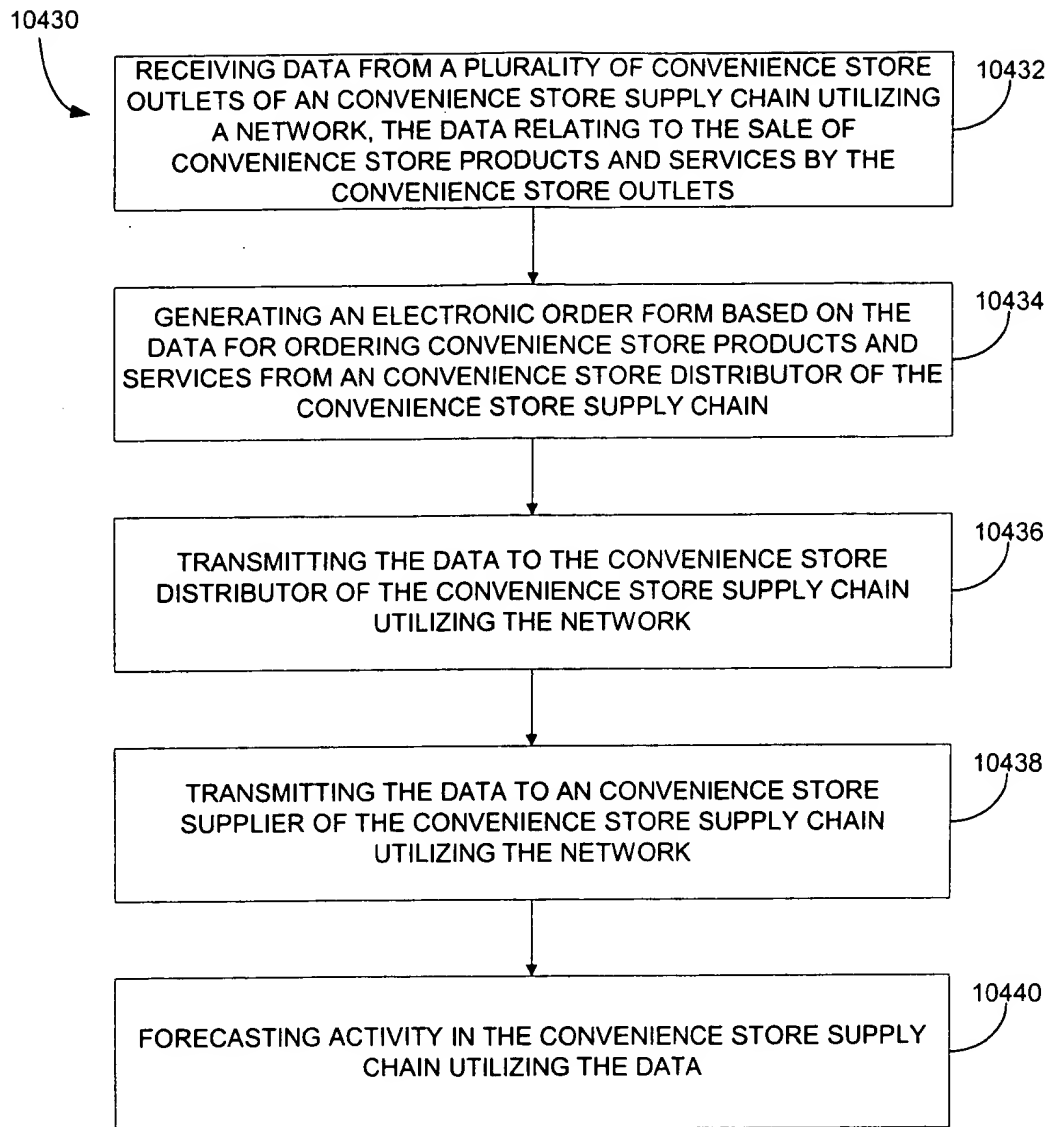 10430
RECEIVING DATA FROM A PLURALITY OF CONVENIENCE STORE
OUTLETS OF AN CONVENIENCE STORE SUPPLY CHAIN UTILIZING
A NETWORK, THE DATA RELATING TO THE SALE OF
CONVENIENCE STORE PRODUCTS AND SERVICES BY THE
CONVENIENCE STORE OUTLETS
10432
GENERATING AN ELECTRONIC ORDER FORM BASED ON THE
DATA FOR ORDERING CONVENIENCE STORE PRODUCTS AND
SERVICES FROM AN CONVENIENCE STORE DISTRIBUTOR OF THE
CONVENIENCE STORE SUPPLY CHAIN
10434
TRANSMITTING THE DATA TO THE CONVENIENCE STORE
DISTRIBUTOR OF THE CONVENIENCE STORE SUPPLY CHAIN
UTILIZING THE NETWORK
10436
TRANSMITTING THE DATA TO AN CONVENIENCE STORE
SUPPLIER OF THE CONVENIENCE STORE SUPPLY CHAIN
UTILIZING THE NETWORK
10438
FORECASTING ACTIVITY IN THE CONVENIENCE STORE SUPPLY
CHAIN UTILIZING THE DATA
10440